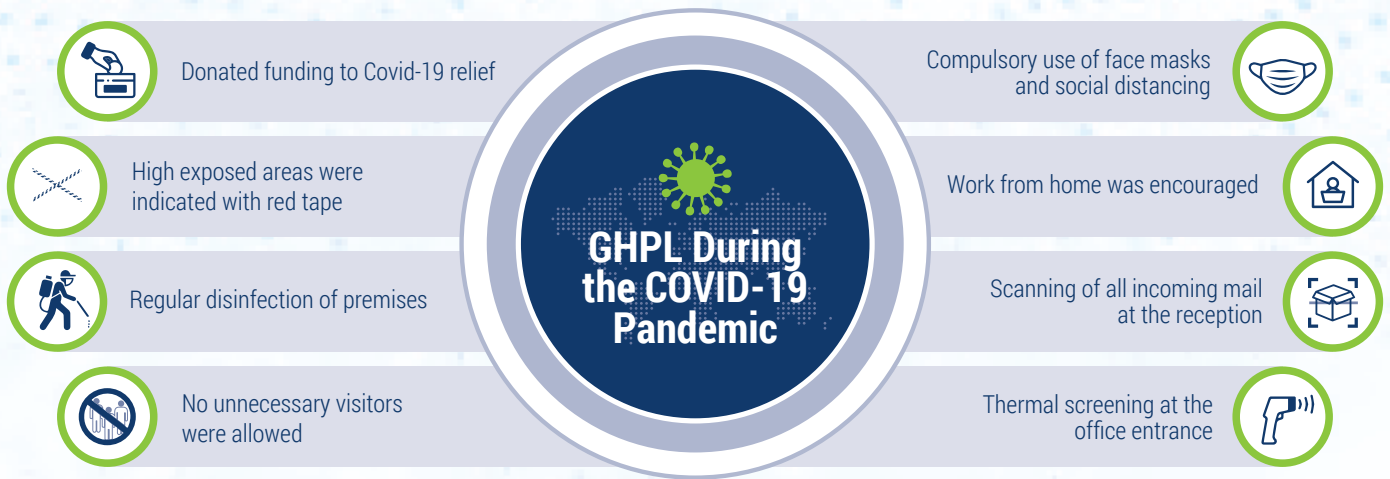 Donated funding to Covid-19 relief
High exposed areas were
indicated with red tape
Regular disinfection of premises
No unnecessary visitors
were allowed
GHPL During
the COVID-19
Pandemic
Compulsory use of face masks
and social distancing
Work from home was encouraged
Scanning of all incoming mail
at the reception
Thermal screening at the
office entrance